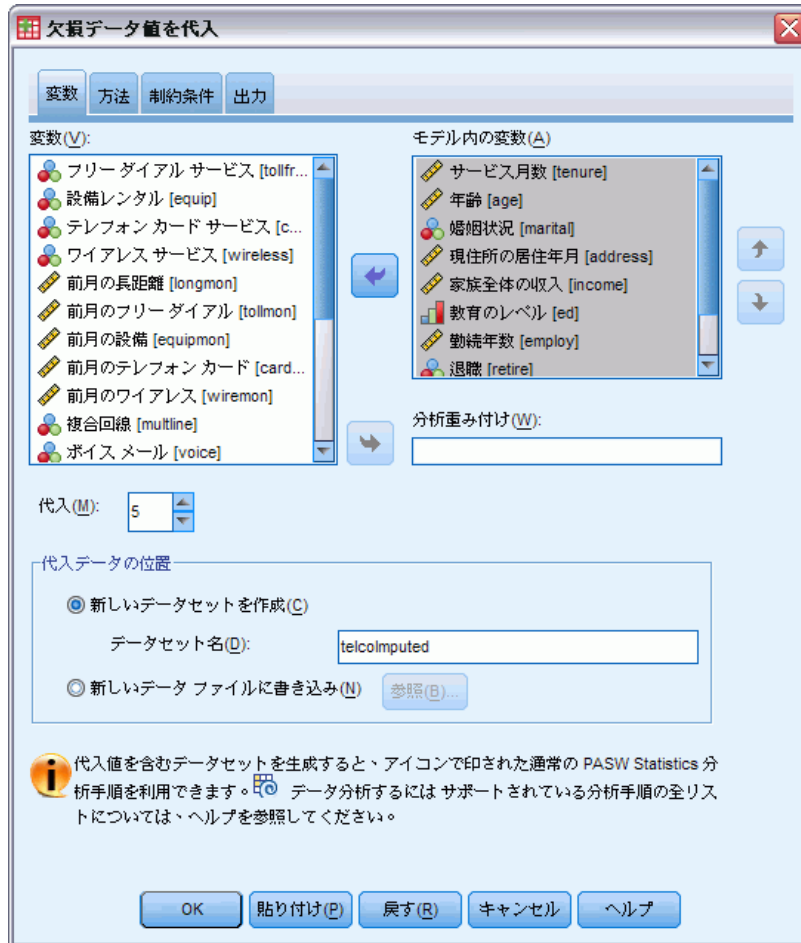 欠損データ値を代入
変数 方法 制約条件 出力
変数(V):
フリー ダイアル サービス [tollfr...
設備レンタル [equip]
テレフォン カード サービス [c...
ワイアレス サービス [wireless]
前月の長距離 [longmon]
前月のフリー ダイアル [tollmon]
前月の設備 [equipmon]
前月のテレフォン カード [card...
前月のワイアレス [wiremon]
複合回線 [multline]
ボイス メール [voice]
モデル内の変数(A)
サービス月数 [tenure]
年齢 [age]
婚姻状況 [marital]
現住所の居住年月 [address]
家族全体の収入 [income]
教育のレベル [ed]
勤続年数 [employ]
退職 [retire]
分析重み付け(W):
代入(M): 5
代入データの位置
新しいデータセットを作成(C)
データセット名(D): telcoImputed
新しいデータ ファイルに書き込み(N) 参照(B)...
代入値を含むデータセットを生成すると、アイコンで印された通常の PASW Statistics 分
析手順を利用できます。 データ分析するには サポートされている分析手順の全リス
トについては、ヘルプを参照してください。
OK 貼り付け(P) 戻す(R) キャンセル ヘルプ